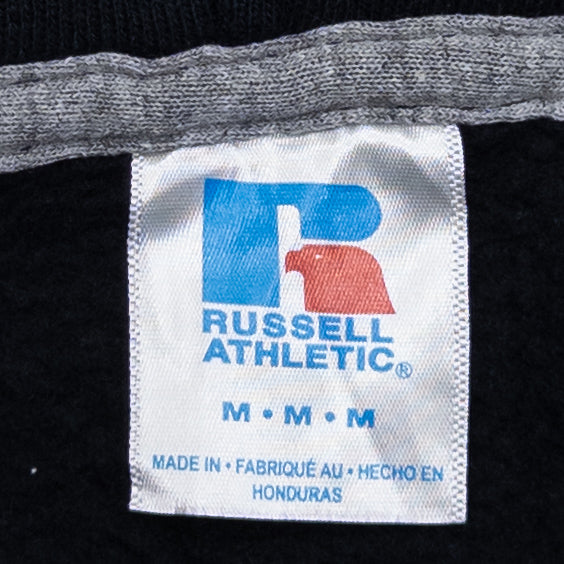 RUSSELL
ATHLETIC®
M • M • M
MADE IN • FABRIQUÉ AU • HECHO EN
HONDURAS